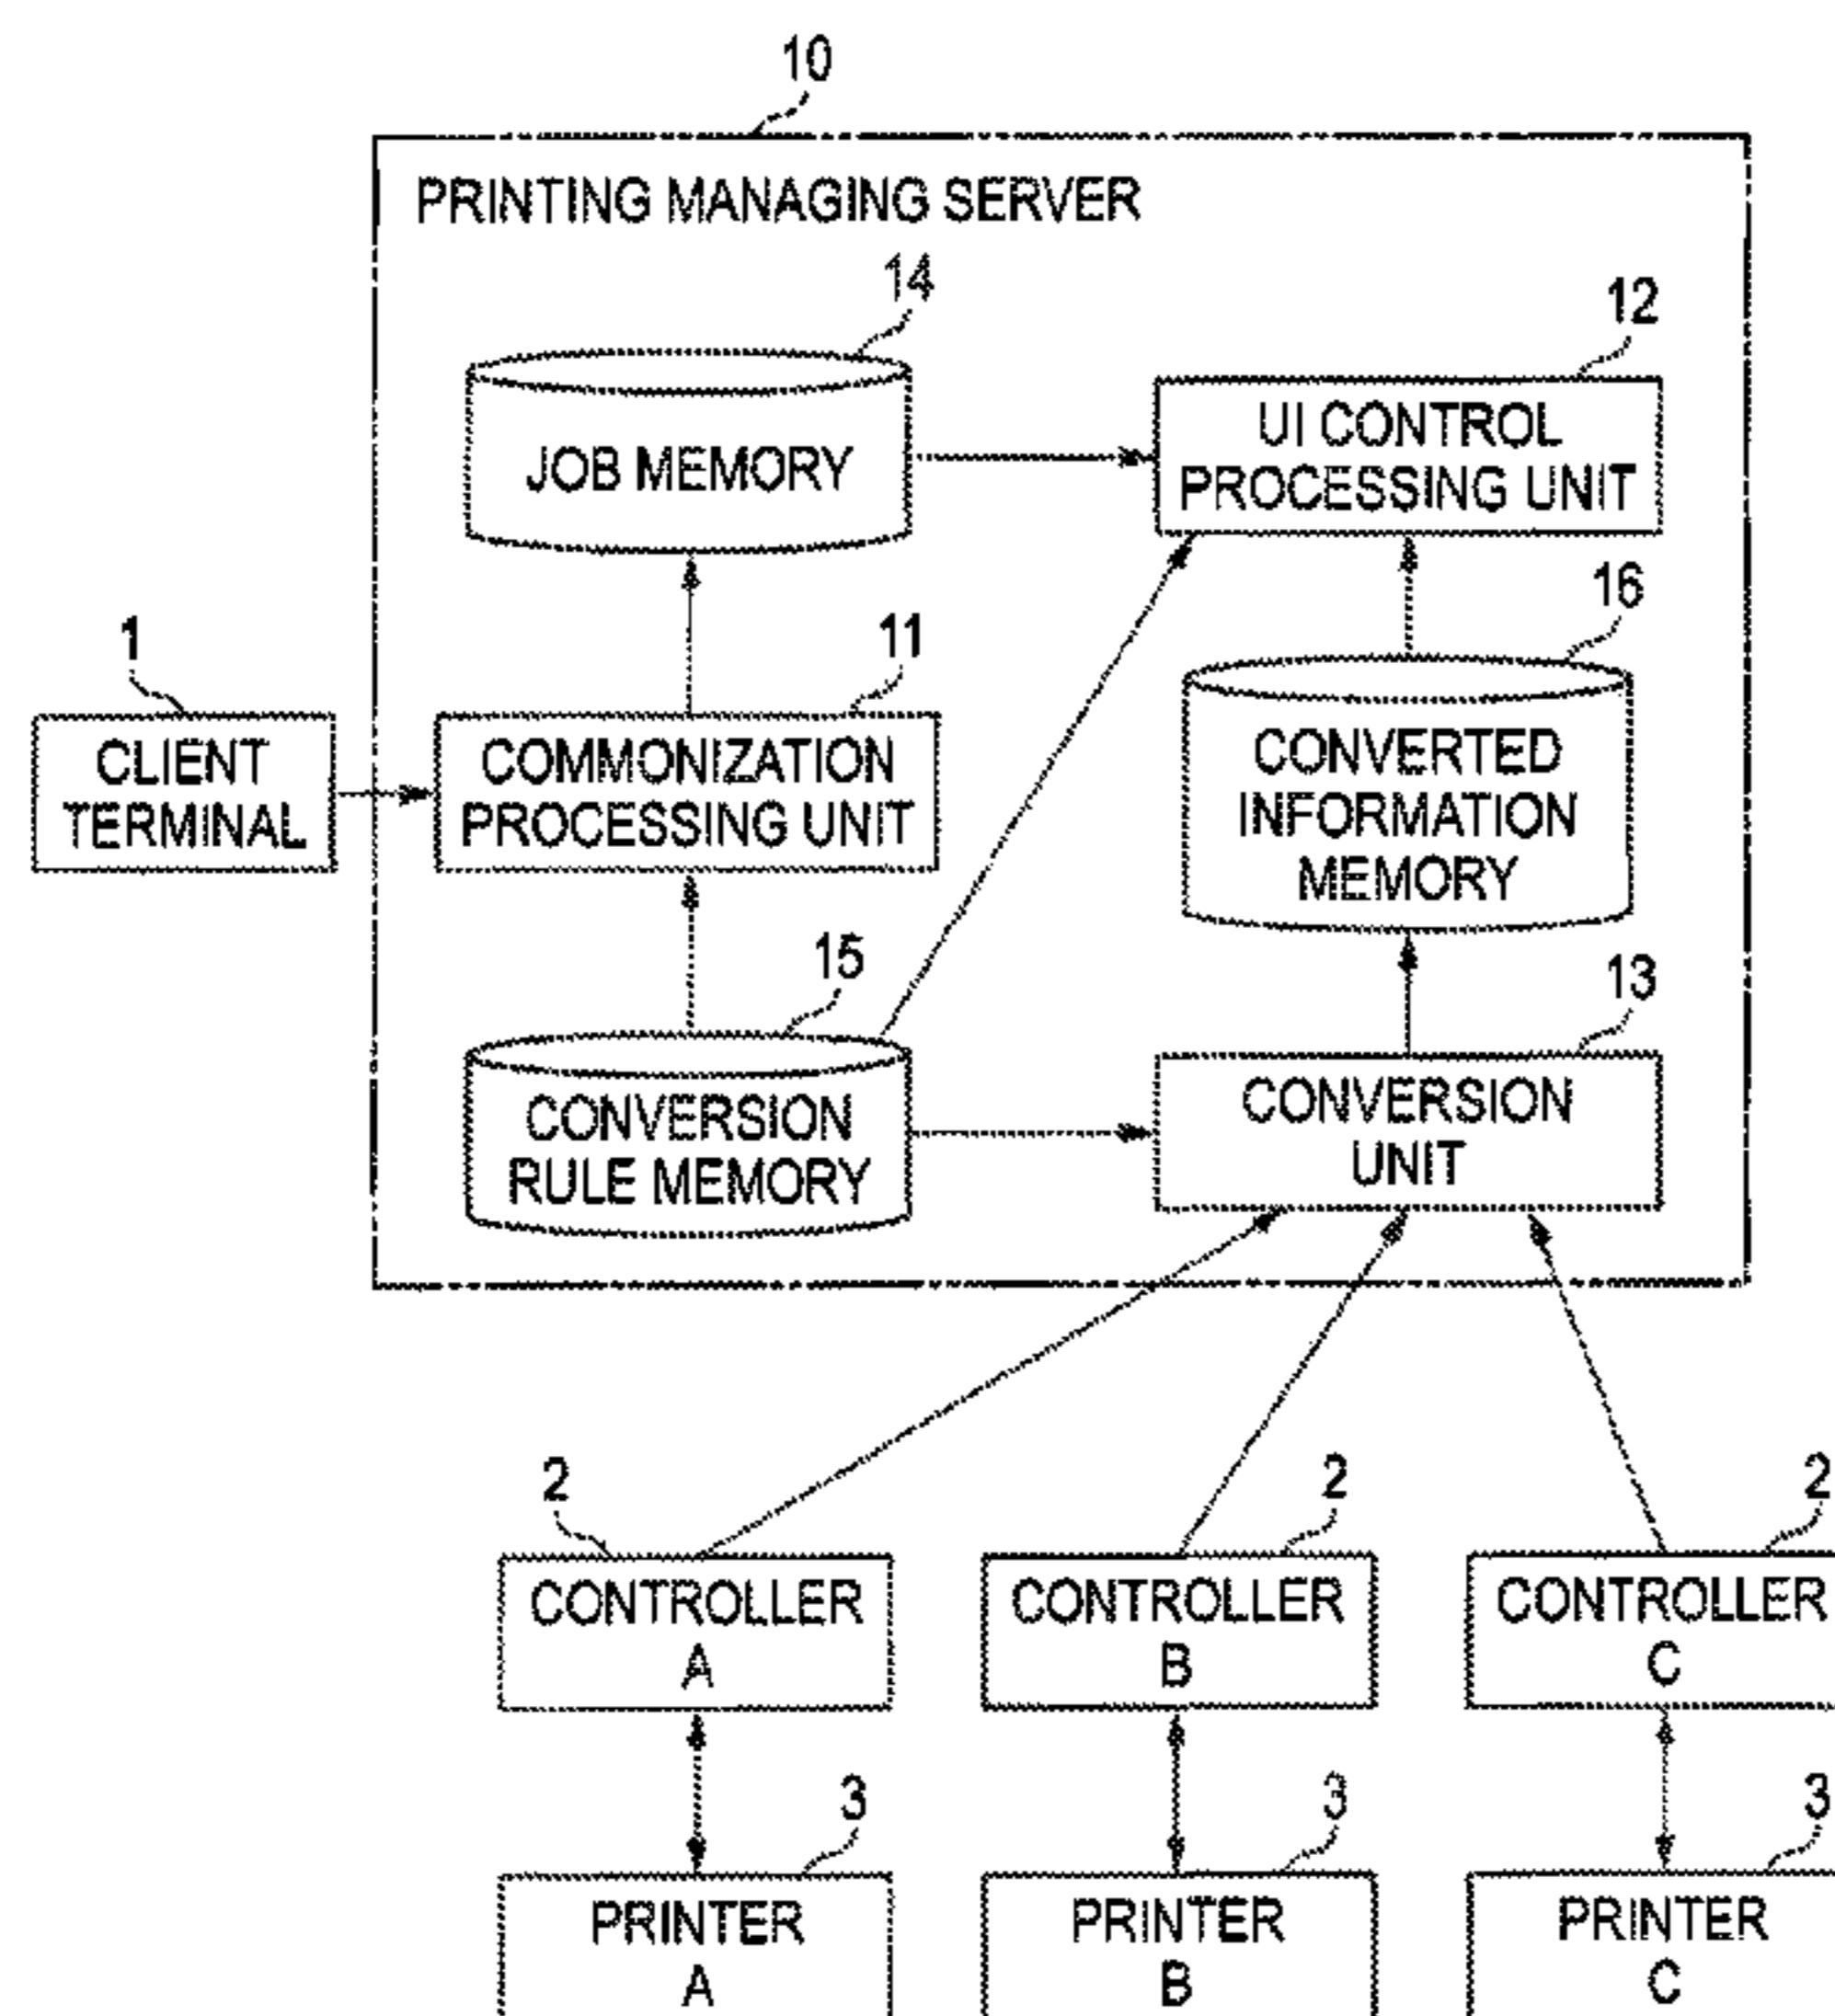 10
PRINTING MANAGING SERVER
14
12
JOB MEMORY
UI CONTROL
PROCESSING UNIT
16
1
11
CLIENT
TERMINAL
COMMONIZATION
PROCESSING UNIT
CONVERTED
INFORMATION
MEMORY
15
13
CONVERSION
RULE MEMORY
CONVERSION
UNIT
2
2
2
CONTROLLER
A
CONTROLLER
B
CONTROLLER
C
3
3
3
PRINTER
A
PRINTER
B
PRINTER
C